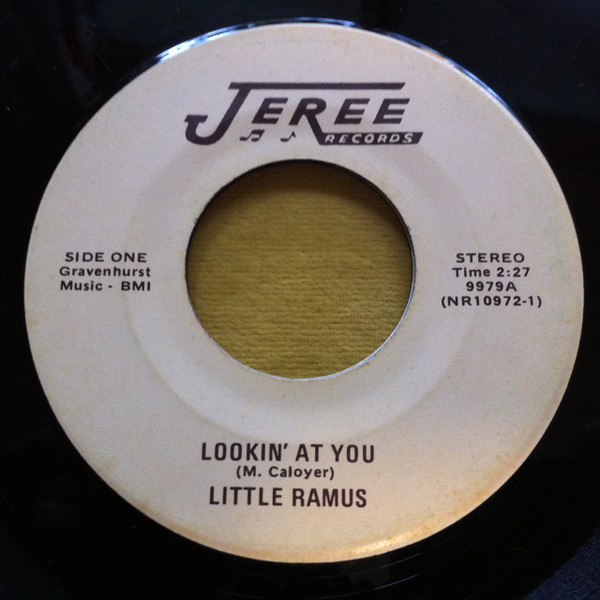 JEREE
RECORDS
SIDE ONE
Gravenhurst
Music - BMI
STEREO
Time 2:27
9979A
(NR10972-1)
LOOKIN' AT YOU
(M. Caloyer)
LITTLE RAMUS